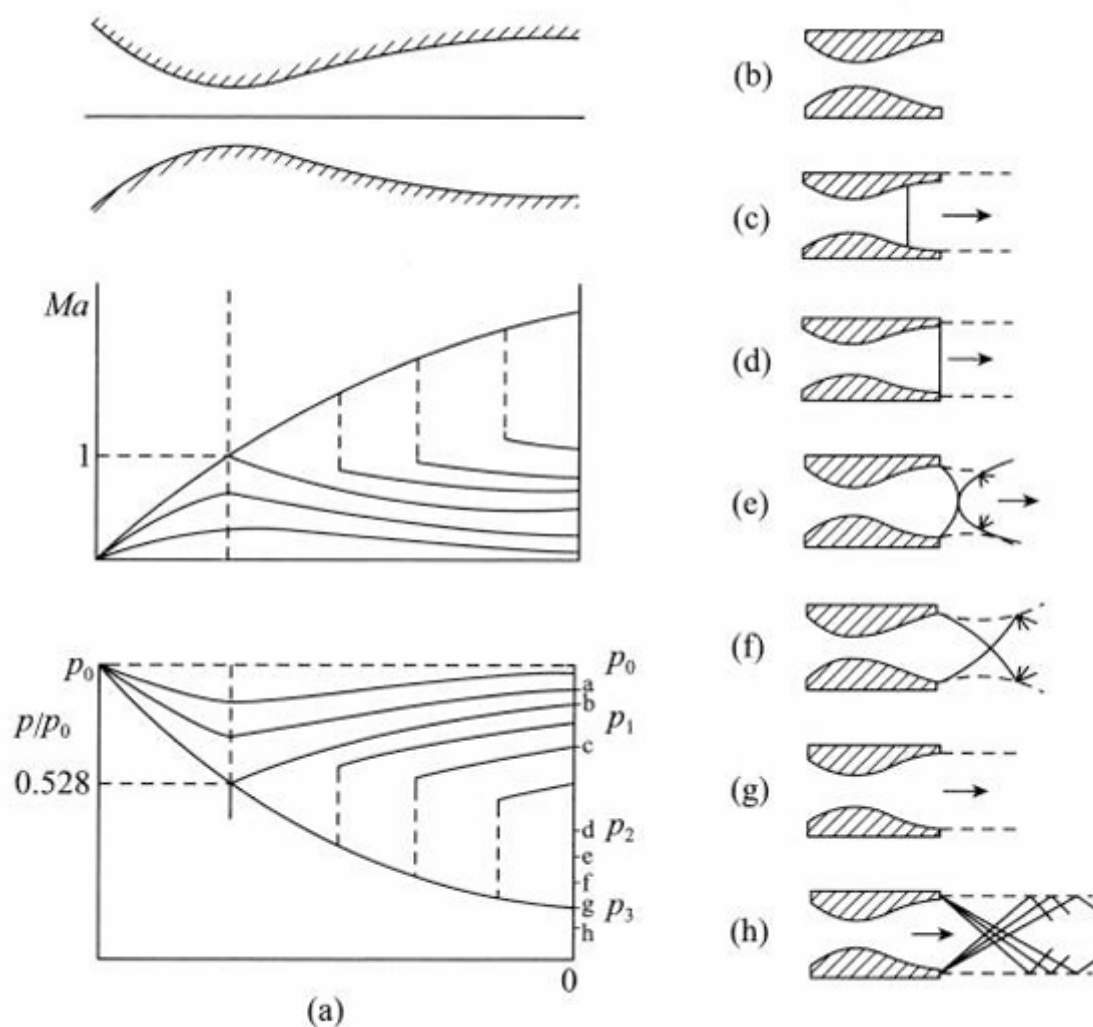 Ma
1
p₀
p/p₀
0.528
p₀
a
b
p₁
c
d
p₂
e
f
g
p₃
h
0
(a)
(b)
(c)
(d)
(e)
(f)
(g)
(h)